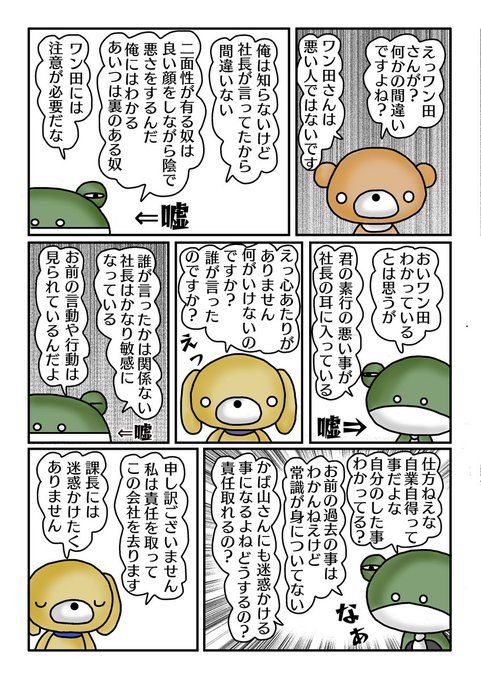 えっワン田
さんが？
何かの間違い
ですよね？
ワン田さんは
悪い人ではないです
俺は知らないけど
社長が言ってたから
間違いない
二面性が有る奴は
良い顔をしながら陰で
悪さをするんだ
俺にはわかる
あいつは裏のある奴
ワン田には
注意が必要だな
⇐嘘
おいワン田
わかっている
とは思うが
君の素行の悪い事が
社長の耳に入っている
嘘⇒
えっ心あたりが
ありません
何がいけないの
ですか？
誰が言った
のですか？
えっ
誰が言ったかは関係ない
社長はかなり敏感に
なっている
お前の言動や行動は
見られているんだよ
⇐嘘
仕方ねえな
自業自得って
事だよな
自分のした事
わかってる？
お前の過去の事は
わかんねえけど
常識が身についてない
かば山さんにも迷惑かける
事になるよねどうするの？
責任取れるの？
なぁ
申し訳ございません
私は責任を取って
この会社を去ります
課長には
迷惑かけたく
ありません